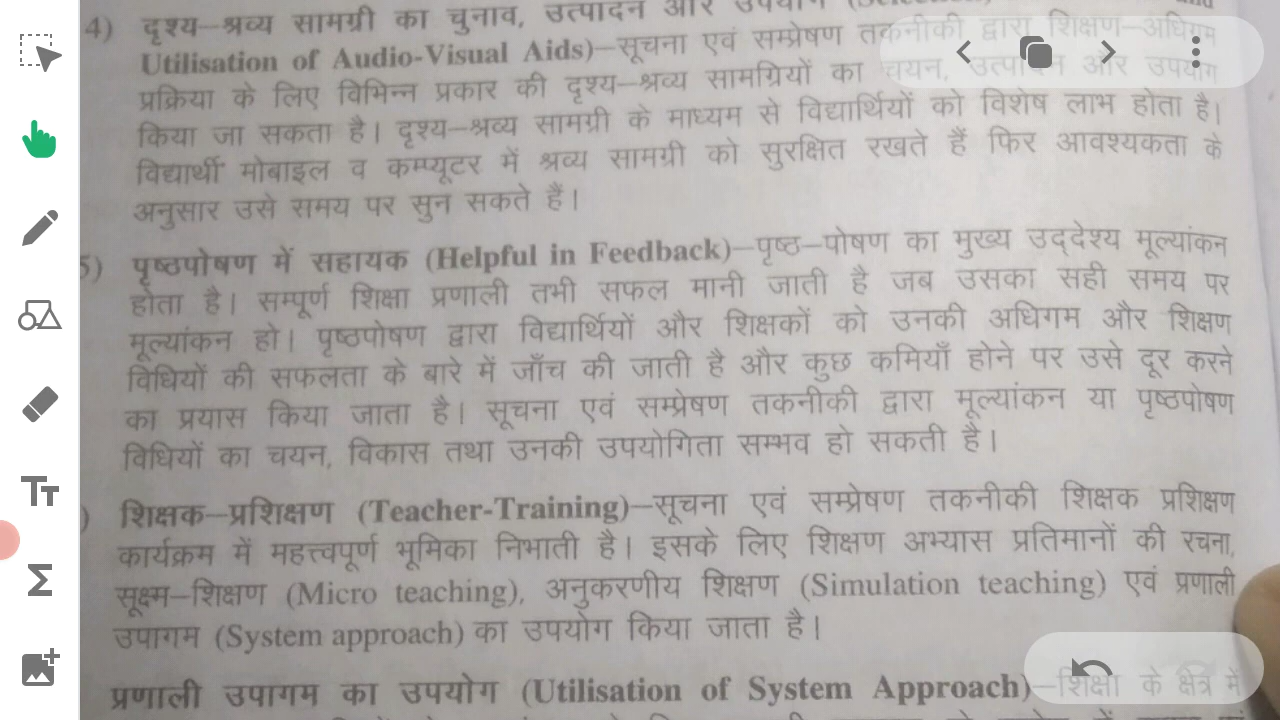 4) दृश्य–श्रव्य सामग्री का चुनाव, उत्पादन और उपयोग and
Utilisation of Audio-Visual Aids)–सूचना एवं सम्प्रेषण तकनीकी द्वारा शिक्षण–अधिगम
प्रक्रिया के लिए विभिन्न प्रकार की दृश्य–श्रव्य सामग्रियों का चयन, उत्पादन और उपयोग
किया जा सकता है। दृश्य–श्रव्य सामग्री के माध्यम से विद्यार्थियों को विशेष लाभ होता है।
विद्यार्थी मोबाइल व कम्प्यूटर में श्रव्य सामग्री को सुरक्षित रखते हैं फिर आवश्यकता के
अनुसार उसे समय पर सुन सकते हैं।
5) पृष्ठपोषण में सहायक (Helpful in Feedback)–पृष्ठ–पोषण का मुख्य उद्देश्य मूल्यांकन
होता है। सम्पूर्ण शिक्षा प्रणाली तभी सफल मानी जाती है जब उसका सही समय पर
मूल्यांकन हो। पृष्ठपोषण द्वारा विद्यार्थियों और शिक्षकों को उनकी अधिगम और शिक्षण
विधियों की सफलता के बारे में जाँच की जाती है और कुछ कमियाँ होने पर उसे दूर करने
का प्रयास किया जाता है। सूचना एवं सम्प्रेषण तकनीकी द्वारा मूल्यांकन या पृष्ठपोषण
विधियों का चयन, विकास तथा उनकी उपयोगिता सम्भव हो सकती है।
) शिक्षक–प्रशिक्षण (Teacher-Training)–सूचना एवं सम्प्रेषण तकनीकी शिक्षक प्रशिक्षण
कार्यक्रम में महत्त्वपूर्ण भूमिका निभाती है। इसके लिए शिक्षण अभ्यास प्रतिमानों की रचना,
सूक्ष्म–शिक्षण (Micro teaching), अनुकरणीय शिक्षण (Simulation teaching) एवं प्रणाली
उपागम (System approach) का उपयोग किया जाता है।
प्रणाली उपागम का उपयोग (Utilisation of System Approach)–शिक्षा के क्षेत्र में